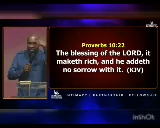 Proverbs 10:22
The blessing of the LORD, it
maketh rich, and he addeth
no sorrow with it. (KJV)